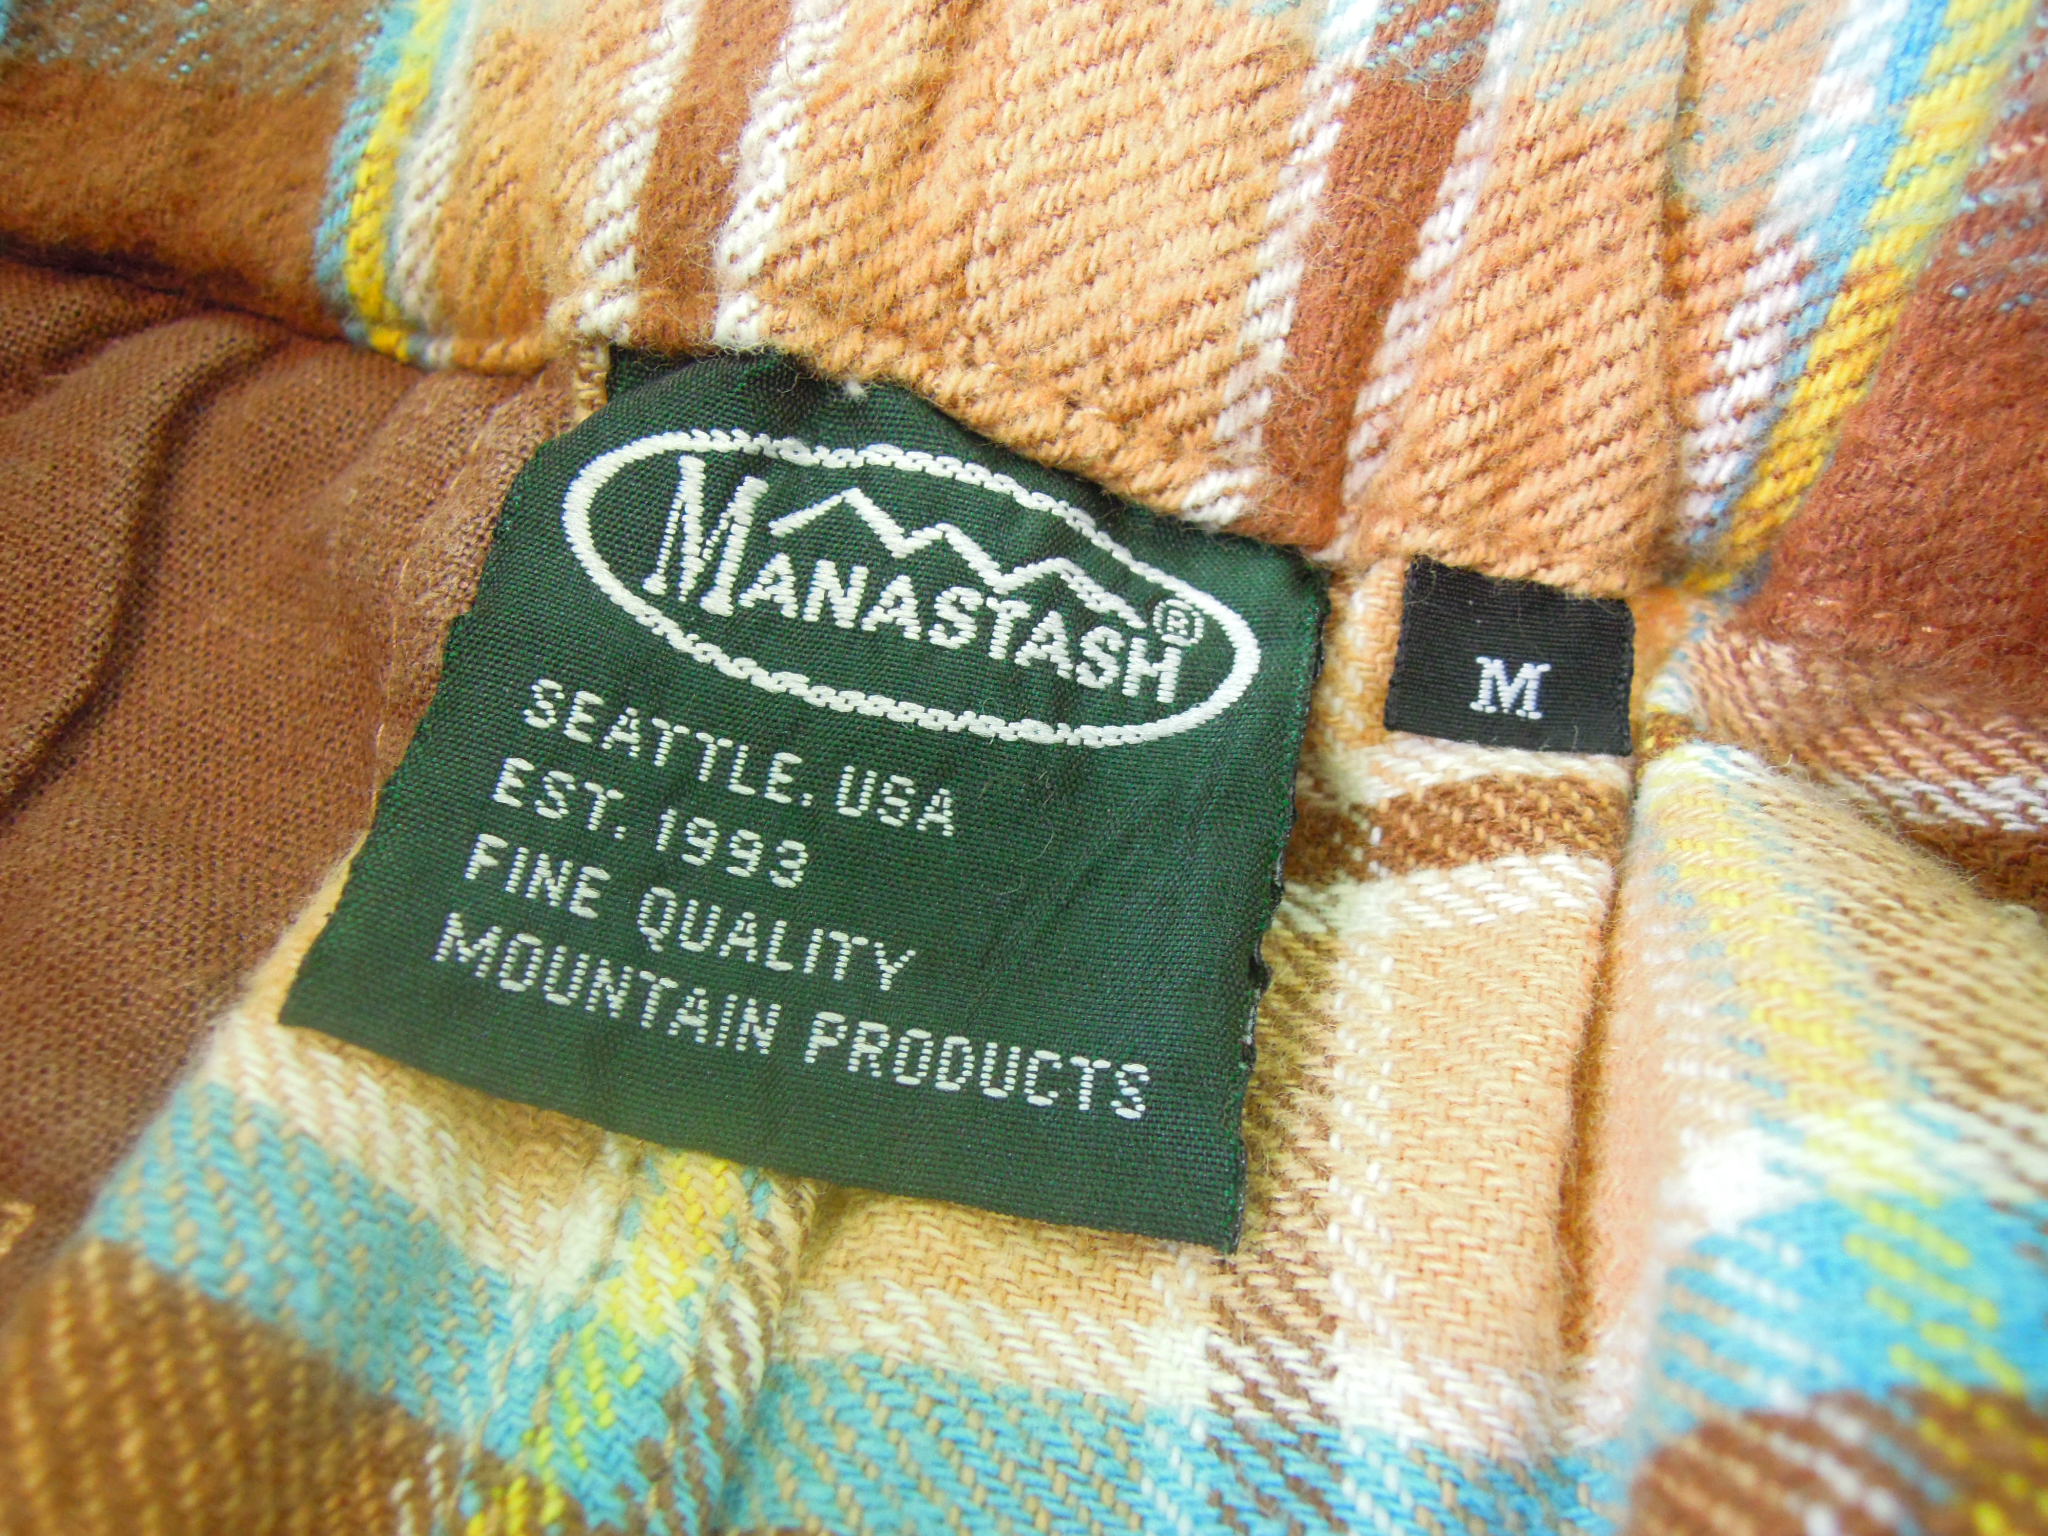 MANASTASH®
SEATTLE. USA
EST. 1993
FINE QUALITY
MOUNTAIN PRODUCTS
M